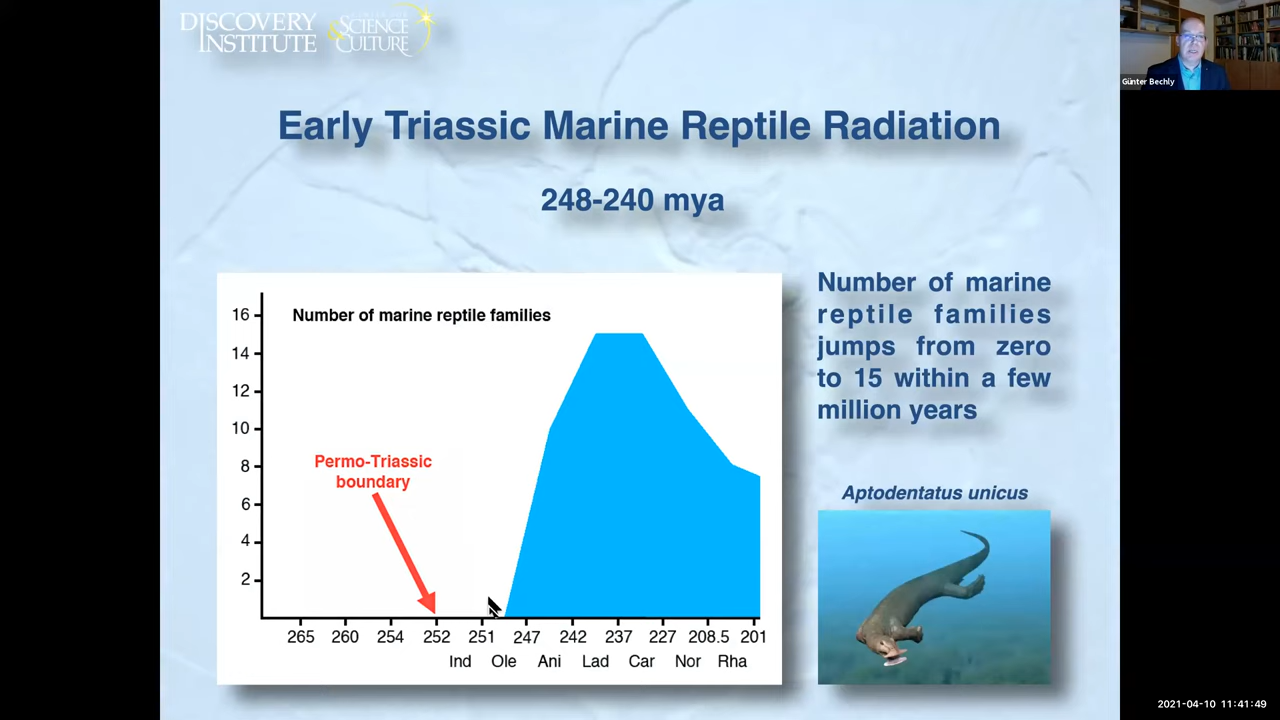 DISCOVERY
INSTITUTE
CENTER FOR
SCIENCE
& CULTURE
Günter Bechly
Early Triassic Marine Reptile Radiation
248-240 mya
Number of marine reptile families
16
14
12
10
8
6
4
2
Permo-Triassic
boundary
265 260 254 252 251 247 242 237 227 208.5 201
Ind Ole Ani Lad Car Nor Rha
Number of marine
reptile families
jumps from zero
to 15 within a few
million years
Aptodentatus unicus
2021-04-10 11:41:49